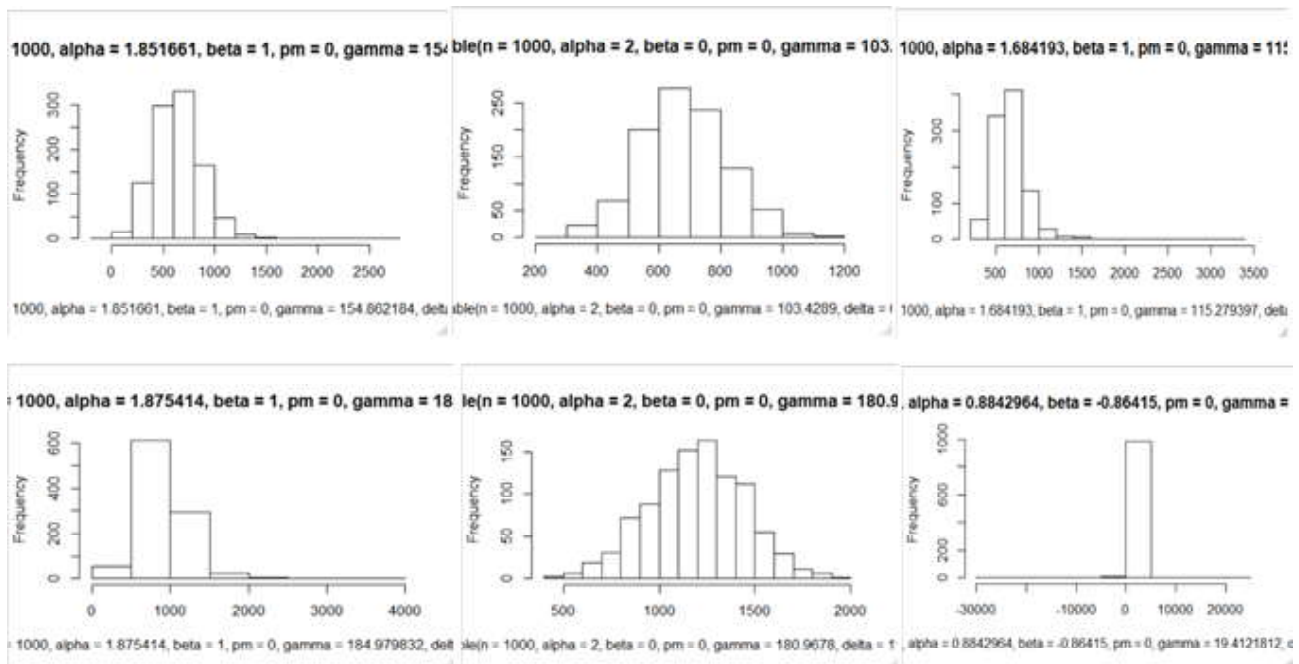 1000, alpha = 1.851661, beta = 1, pm = 0, gamma = 154
Frequency
300
200
100
0
0 500 1000 1500 2000 2500
1000, alpha = 1.851661, beta = 1, pm = 0, gamma = 154.862184, delta
ble(n = 1000, alpha = 2, beta = 0, pm = 0, gamma = 103.
Frequency
250
150
50
0
200 400 600 800 1000 1200
able(n = 1000, alpha = 2, beta = 0, pm = 0, gamma = 103.4289, delta =
1000, alpha = 1.684193, beta = 1, pm = 0, gamma = 115
Frequency
300
100
0
500 1000 1500 2000 2500 3000 3500
1000, alpha = 1.684193, beta = 1, pm = 0, gamma = 115.279397, delta
= 1000, alpha = 1.875414, beta = 1, pm = 0, gamma = 18
Frequency
600
400
200
0
0 1000 2000 3000 4000
= 1000, alpha = 1.875414, beta = 1, pm = 0, gamma = 184.979832, delt
le(n = 1000, alpha = 2, beta = 0, pm = 0, gamma = 180.9
Frequency
150
100
50
0
500 1000 1500 2000
ble(n = 1000, alpha = 2, beta = 0, pm = 0, gamma = 180.9678, delta = 1
, alpha = 0.8842964, beta = -0.86415, pm = 0, gamma =
Frequency
1000
600
200
0
-30000 -10000 0 10000 20000
, alpha = 0.8842964, beta = -0.86415, pm = 0, gamma = 19.4121812, d